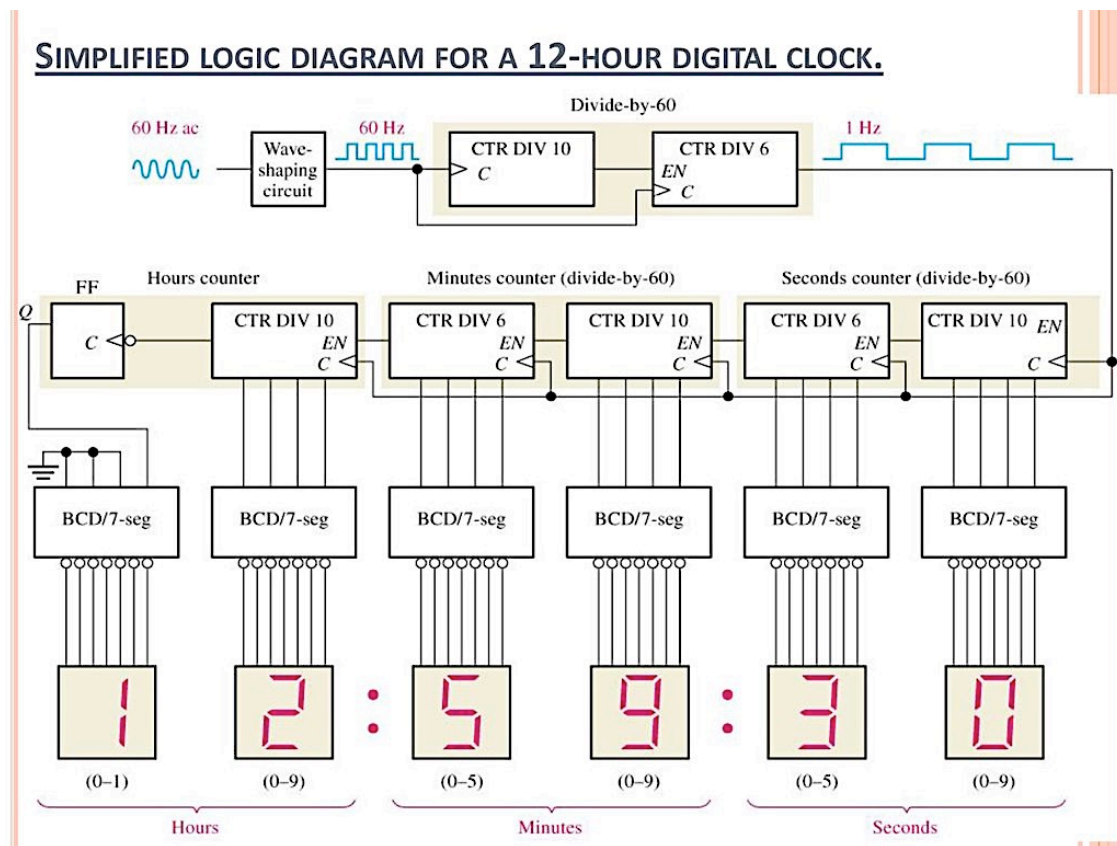 SIMPLIFIED LOGIC DIAGRAM FOR A 12-HOUR DIGITAL CLOCK.
Divide-by-60
60 Hz ac
60 Hz
1 Hz
Wave-
shaping
circuit
CTR DIV 10
C
CTR DIV 6
EN
C
Hours counter
Minutes counter (divide-by-60)
Seconds counter (divide-by-60)
FF
Q
C
CTR DIV 10
EN
C
CTR DIV 6
EN
C
CTR DIV 10
EN
C
CTR DIV 6
EN
C
CTR DIV 10
EN
C
BCD/7-seg
BCD/7-seg
BCD/7-seg
BCD/7-seg
BCD/7-seg
BCD/7-seg
1 2 : 5 9 : 3 0
(0–1)
(0–9)
(0–5)
(0–9)
(0–5)
(0–9)
Hours
Minutes
Seconds